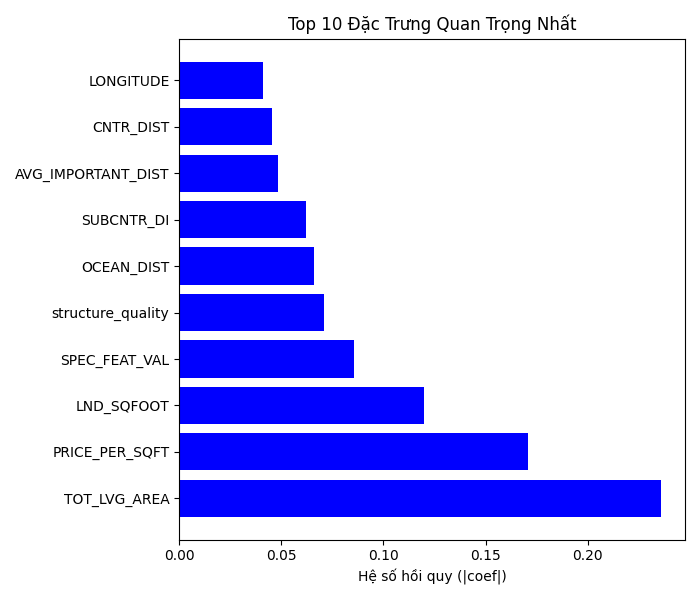 Top 10 Đặc Trưng Quan Trọng Nhất
LONGITUDE
CNTR_DIST
AVG_IMPORTANT_DIST
SUBCNTR_DI
OCEAN_DIST
structure_quality
SPEC_FEAT_VAL
LND_SQFOOT
PRICE_PER_SQFT
TOT_LVG_AREA
0.00 0.05 0.10 0.15 0.20
Hệ số hồi quy (|coef|)